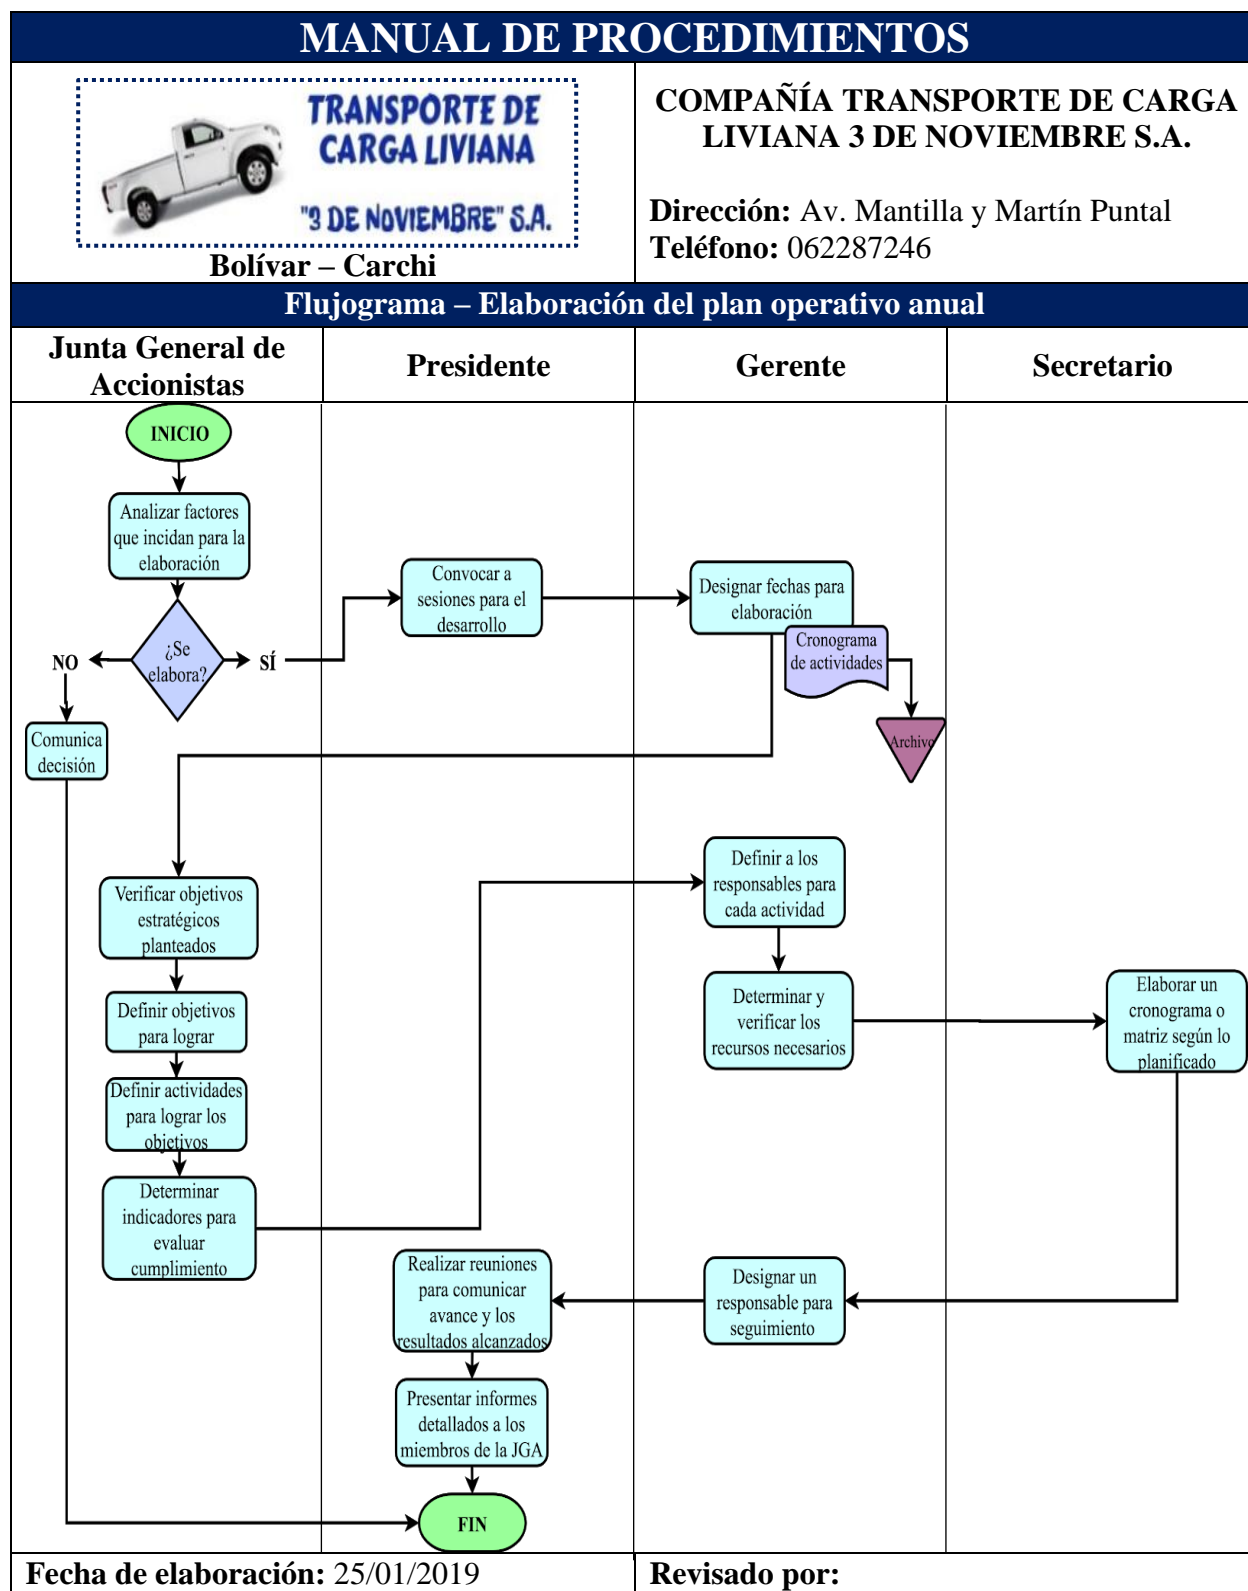 MANUAL DE PROCEDIMIENTOS
TRANSPORTE DE
CARGA LIVIANA
"3 DE NOVIEMBRE" S.A.
Bolívar – Carchi
COMPAÑÍA TRANSPORTE DE CARGA
LIVIANA 3 DE NOVIEMBRE S.A.
Dirección: Av. Mantilla y Martín Puntal
Teléfono: 062287246
Flujograma – Elaboración del plan operativo anual
Junta General de
Accionistas
Presidente
Gerente
Secretario
INICIO
Analizar factores
que incidan para la
elaboración
¿Se
elabora?
NO
SÍ
Comunica
decisión
Convocar a
sesiones para el
desarrollo
Designar fechas para
elaboración
Cronograma
de actividades
Archivo
Verificar objetivos
estratégicos
planteados
Definir objetivos
para lograr
Definir actividades
para lograr los
objetivos
Determinar
indicadores para
evaluar
cumplimiento
Definir a los
responsables para
cada actividad
Determinar y
verificar los
recursos necesarios
Elaborar un
cronograma o
matriz según lo
planificado
Designar un
responsable para
seguimiento
Realizar reuniones
para comunicar
avance y los
resultados alcanzados
Presentar informes
detallados a los
miembros de la JGA
FIN
Fecha de elaboración: 25/01/2019
Revisado por: